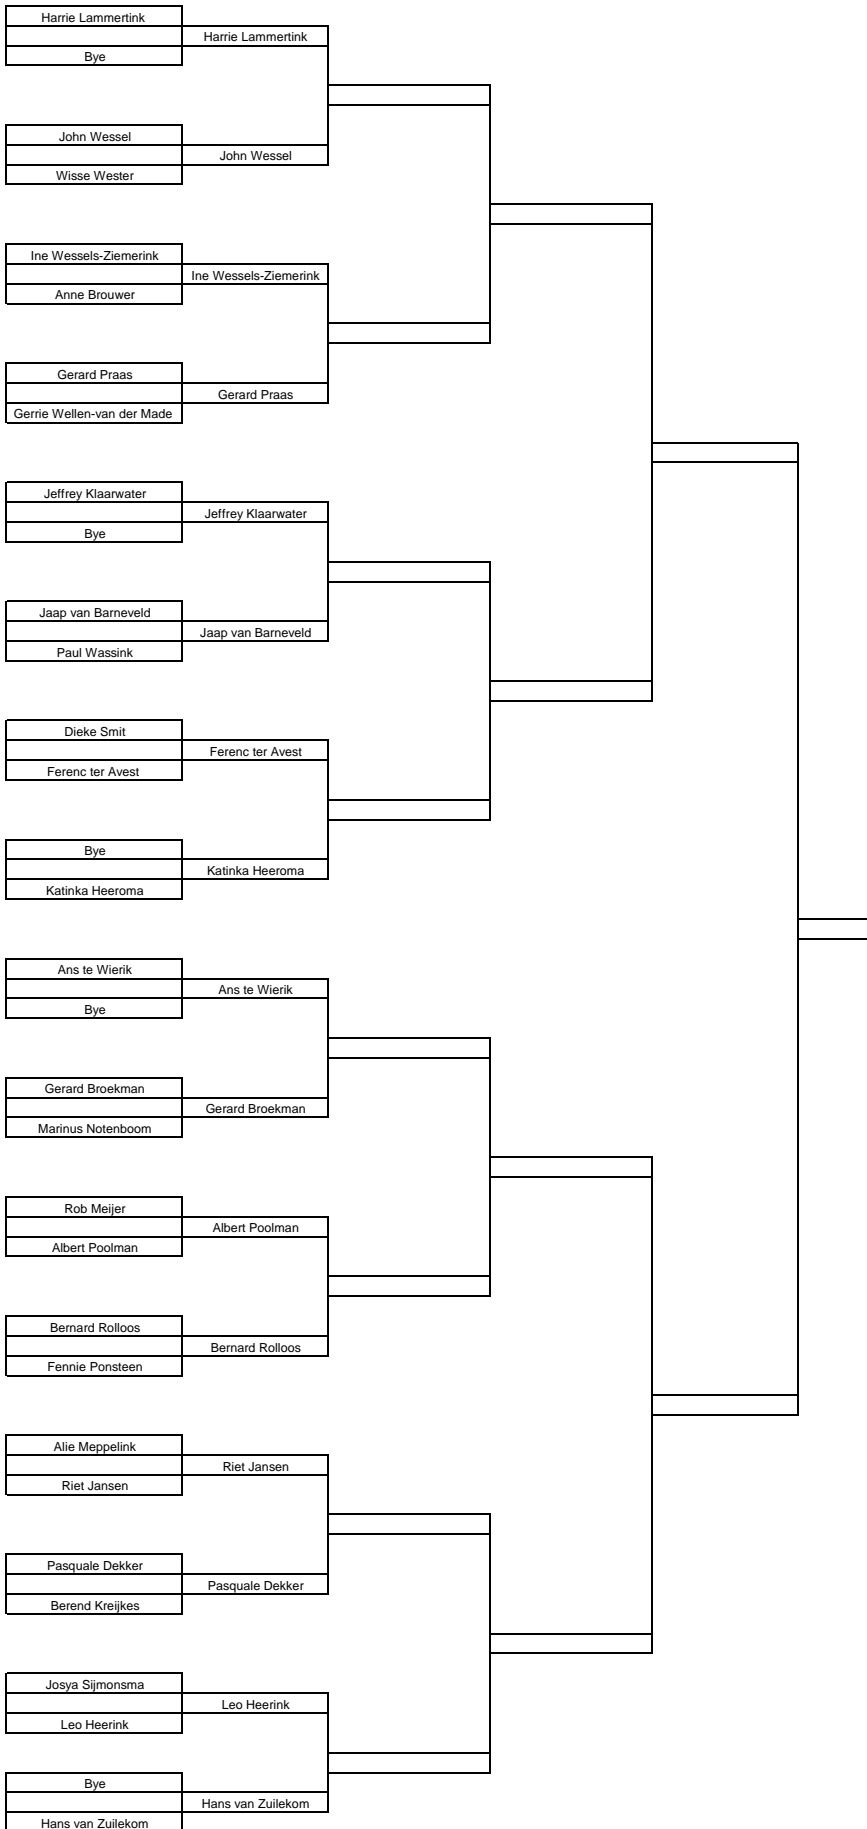 Harrie Lammertink
Harrie Lammertink
Bye
John Wessel
John Wessel
Wisse Wester
Ine Wessels-Ziemerink
Ine Wessels-Ziemerink
Anne Brouwer
Gerard Praas
Gerard Praas
Gerrie Wellen-van der Made
Jeffrey Klaarwater
Jeffrey Klaarwater
Bye
Jaap van Barneveld
Jaap van Barneveld
Paul Wassink
Dieke Smit
Ferenc ter Avest
Ferenc ter Avest
Bye
Katinka Heeroma
Katinka Heeroma
Ans te Wierik
Ans te Wierik
Bye
Gerard Broekman
Gerard Broekman
Marinus Notenboom
Rob Meijer
Albert Poolman
Albert Poolman
Bernard Rolloos
Bernard Rolloos
Fennie Ponsteen
Alie Meppelink
Riet Jansen
Riet Jansen
Pasquale Dekker
Pasquale Dekker
Berend Kreijkes
Josya Sijmonsma
Leo Heerink
Leo Heerink
Bye
Hans van Zuilekom
Hans van Zuilekom